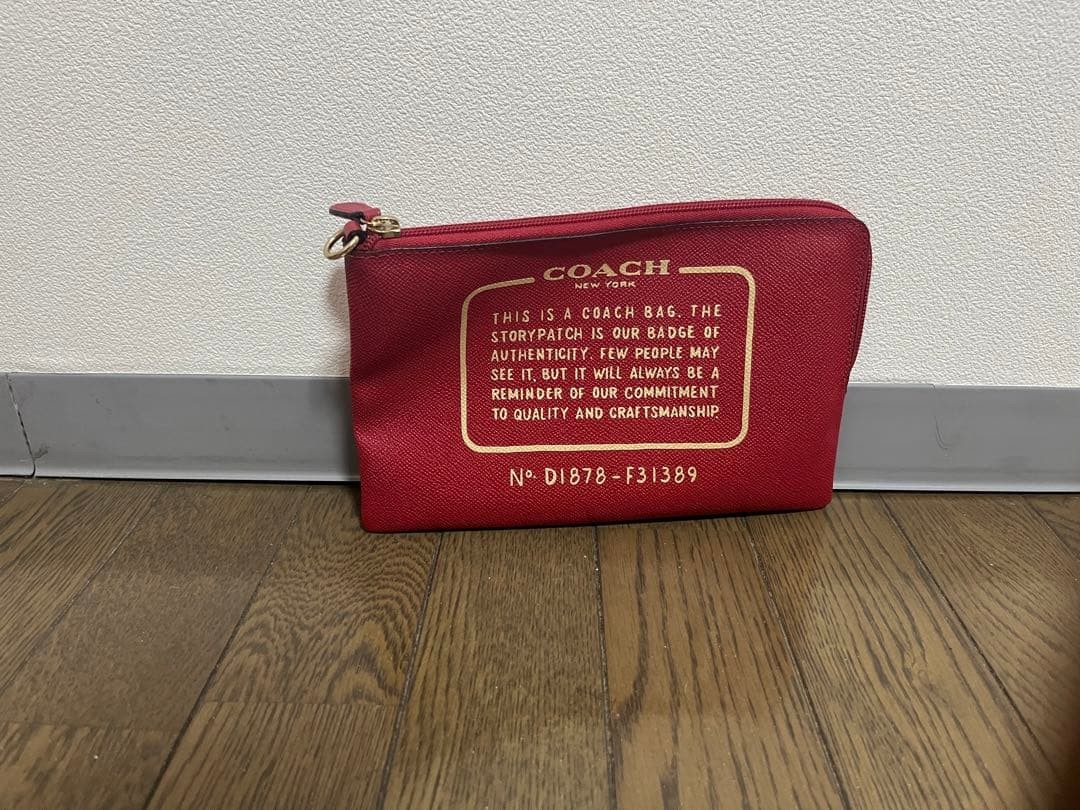 COACH
NEW YORK
THIS IS A COACH BAG. THE
STORYPATCH IS OUR BADGE OF
AUTHENTICITY. FEW PEOPLE MAY
SEE IT, BUT IT WILL ALWAYS BE A
REMINDER OF OUR COMMITMENT
TO QUALITY AND CRAFTSMANSHIP
Nº. D1878-F31389